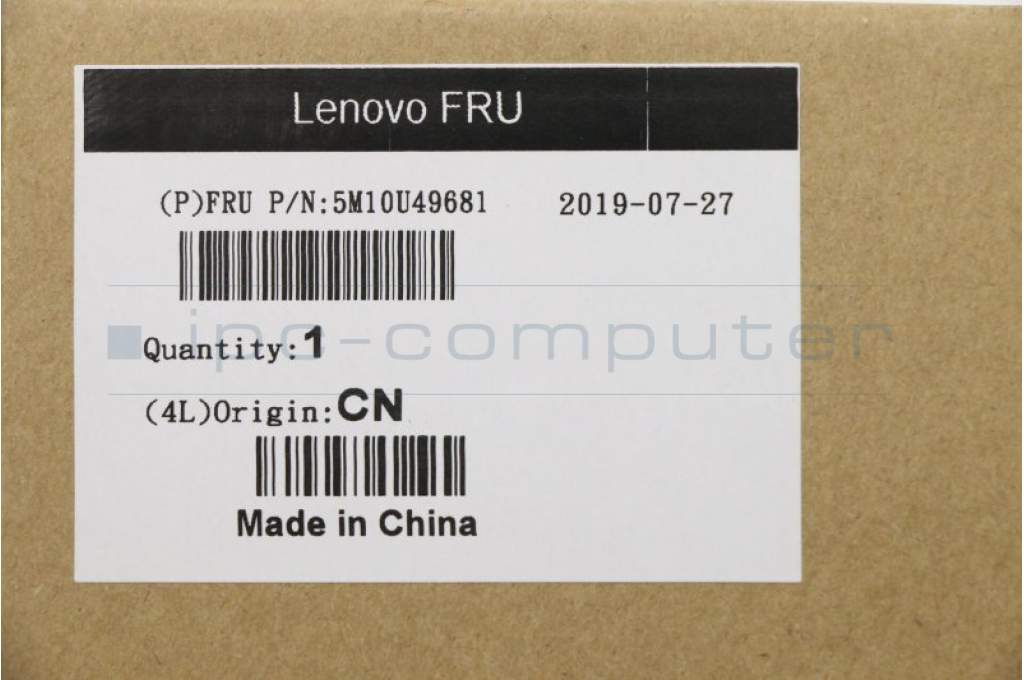 Lenovo FRU
(P)FRU P/N:5M10U49681 2019-07-27
ipc-computer
Quantity:1
(4L)Origin:CN
Made in China